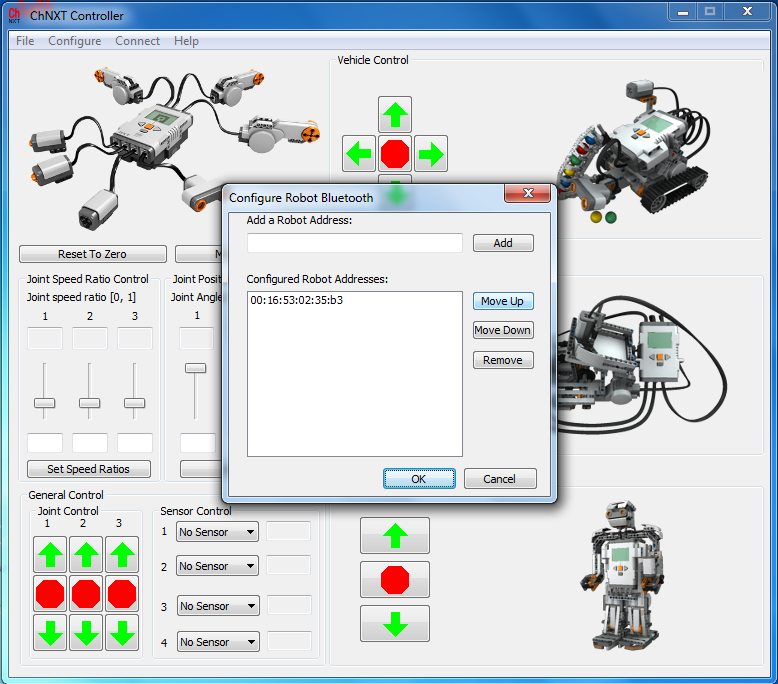 Ch
NXT
ChNXT Controller
File Configure Connect Help
Vehicle Control
Reset To Zero
M
Joint Speed Ratio Control
Joint speed ratio [0, 1]
1 2 3
Set Speed Ratios
Joint Posit
Joint Angle
1
Configure Robot Bluetooth
Add a Robot Address:
Add
Configured Robot Addresses:
00:16:53:02:35:b3
Move Up
Move Down
Remove
OK Cancel
General Control
Joint Control
1 2 3
Sensor Control
1 No Sensor
2 No Sensor
3 No Sensor
4 No Sensor